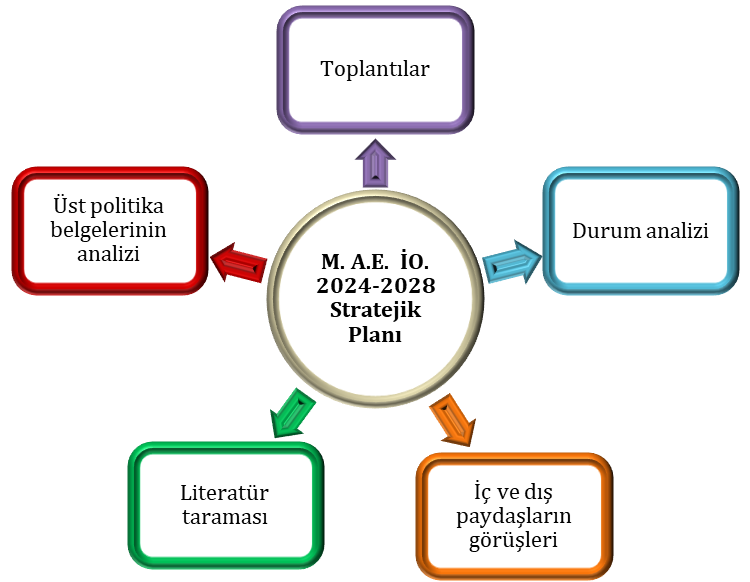 Toplantılar
Üst politika
belgelerinin
analizi
Durum analizi
M. A.E. İO.
2024-2028
Stratejik
Planı
Literatür
taraması
İç ve dış
paydaşların
görüşleri